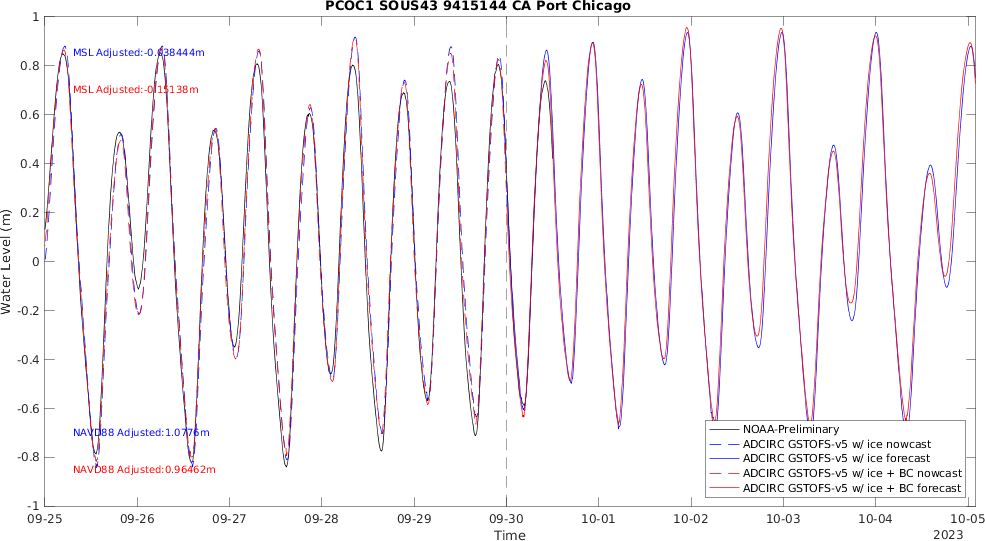 PCOC1 SOUS43 9415144 CA Port Chicago
1
0.8
0.6
0.4
0.2
0
-0.2
-0.4
-0.6
-0.8
-1
Water Level (m)
MSL Adjusted:-0.038444m
MSL Adjusted:-0.15138m
NAVD88 Adjusted:1.0776m
NAVD88 Adjusted:0.96462m
NOAA-Preliminary
ADCIRC GSTOFS-v5 w/ ice nowcast
ADCIRC GSTOFS-v5 w/ ice forecast
ADCIRC GSTOFS-v5 w/ ice + BC nowcast
ADCIRC GSTOFS-v5 w/ ice + BC forecast
09-25 09-26 09-27 09-28 09-29 09-30 10-01 10-02 10-03 10-04 10-05
Time
2023